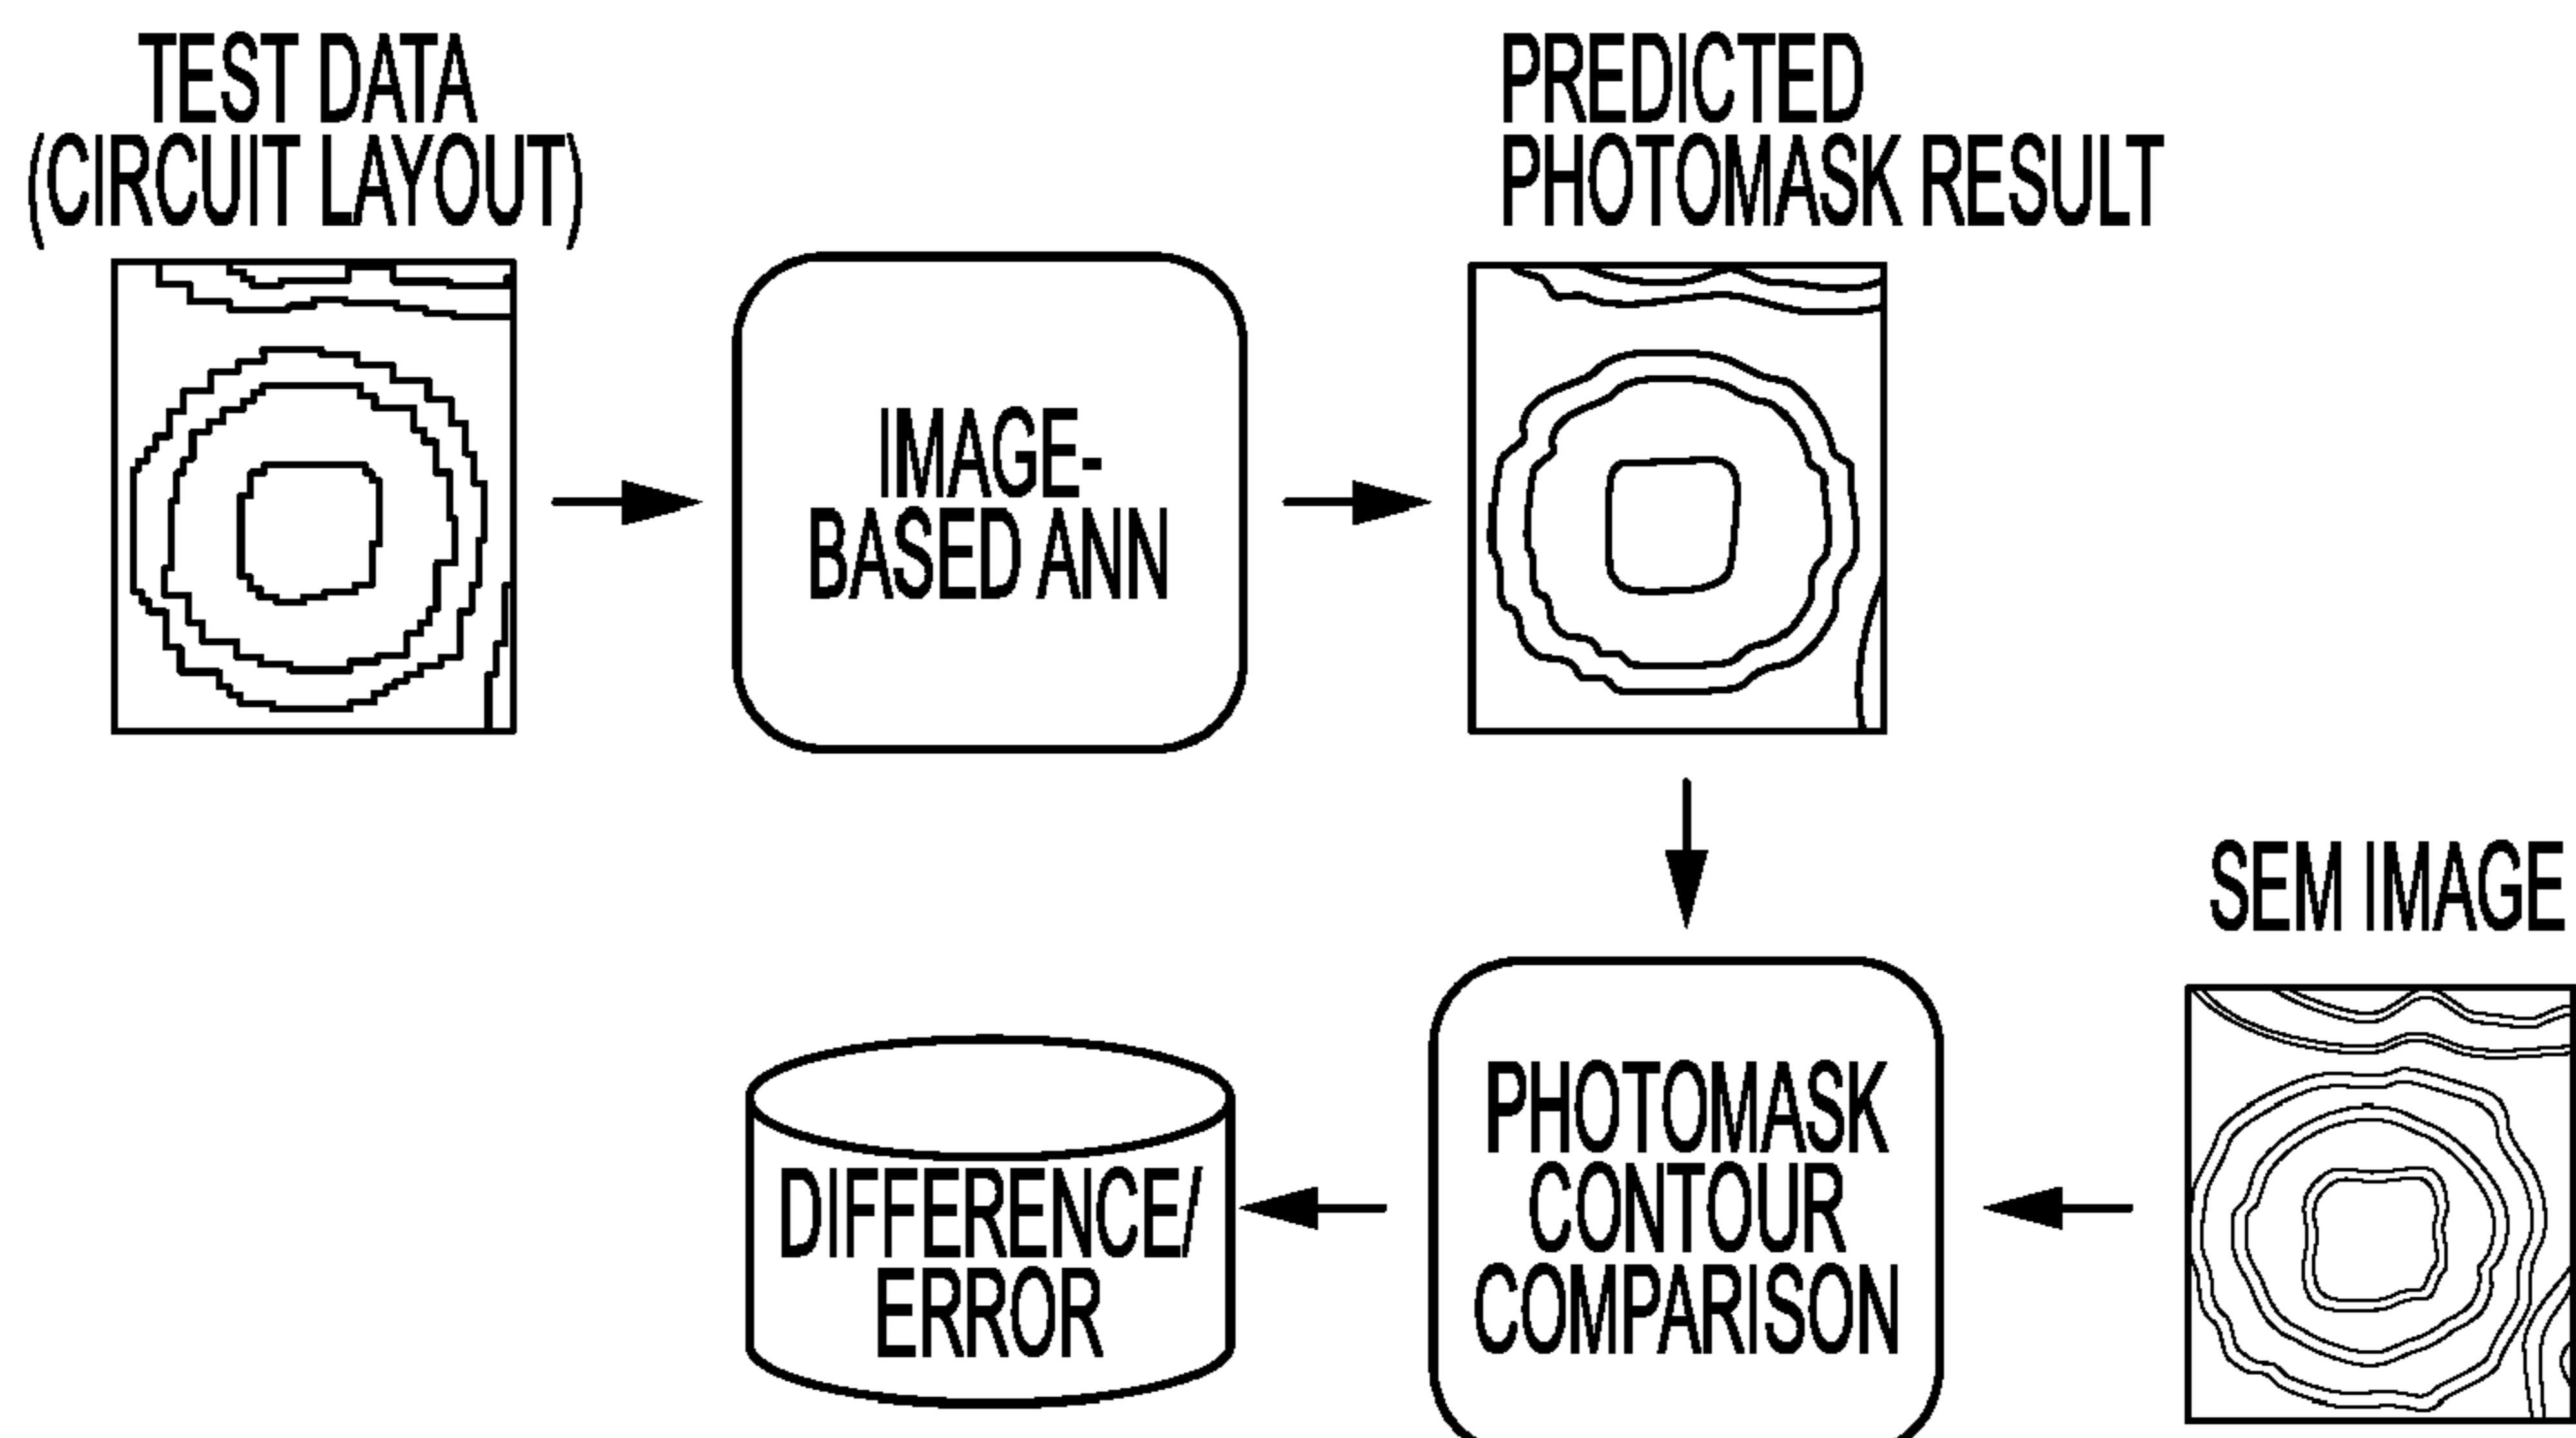 TEST DATA
(CIRCUIT LAYOUT)
IMAGE-
BASED ANN
PREDICTED
PHOTOMASK RESULT
SEM IMAGE
PHOTOMASK
CONTOUR
COMPARISON
DIFFERENCE/
ERROR